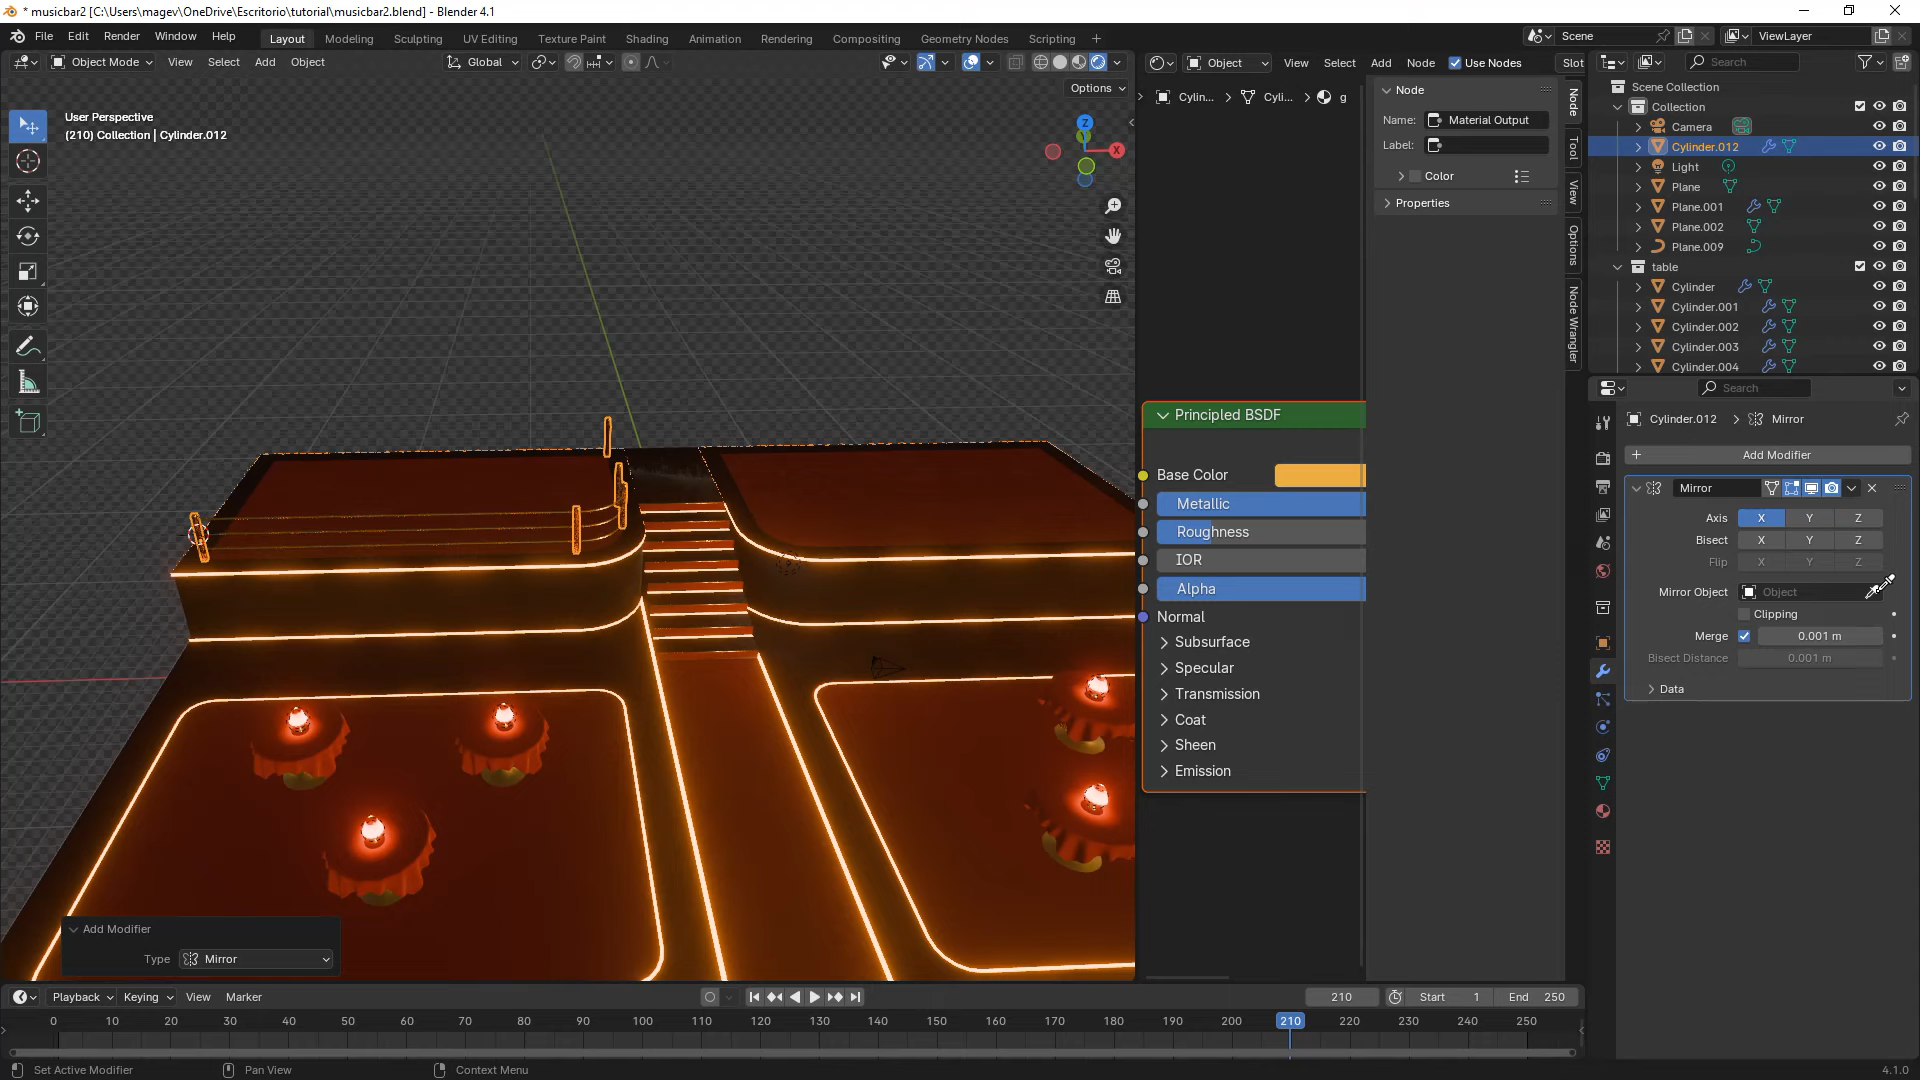 * musicbar2 [C:\Users\magev\OneDrive\Escritorio\tutorial\musicbar2.blend] - Blender 4.1
File Edit Render Window Help
Layout Modeling Sculpting UV Editing Texture Paint Shading Animation Rendering Compositing Geometry Nodes Scripting +
Scene ViewLayer
Object Mode View Select Add Object Global
Object View Select Add Node Use Nodes Slot
Search
Options
User Perspective
(210) Collection | Cylinder.012
Z
X
Cylin... > Cyli... > g
Node
Name: Material Output
Label:
Color
Properties
Node
Tool
View
Options
Node Wrangler
Scene Collection
Collection
Camera
Cylinder.012
Light
Plane
Plane.001
Plane.002
Plane.009
table
Cylinder
Cylinder.001
Cylinder.002
Cylinder.003
Cylinder.004
Search
Cylinder.012 > Mirror
Add Modifier
Mirror
Axis X Y Z
Bisect X Y Z
Flip X Y Z
Mirror Object Object
Clipping
Merge 0.001 m
Bisect Distance 0.001 m
Data
Principled BSDF
Base Color
Metallic
Roughness
IOR
Alpha
Normal
Subsurface
Specular
Transmission
Coat
Sheen
Emission
Add Modifier
Type Mirror
Playback Keying View Marker 210 Start 1 End 250
0 10 20 30 40 50 60 70 80 90 100 110 120 130 140 150 160 170 180 190 200 210 220 230 240 250
Set Active Modifier Pan View Context Menu 4.1.0